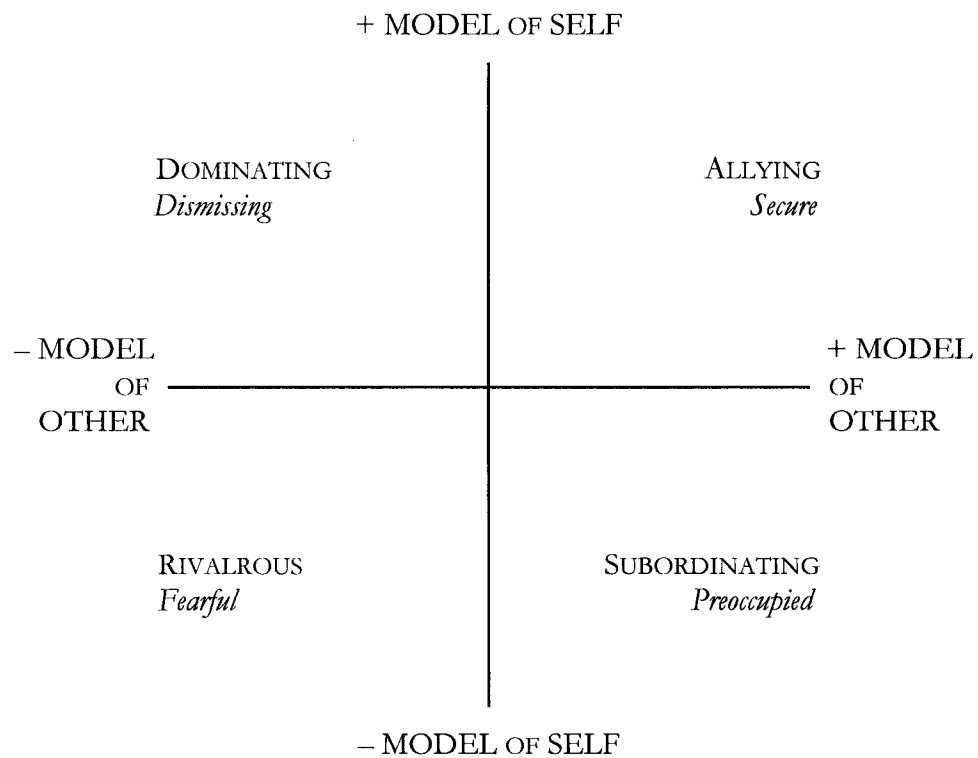 + MODEL OF SELF
DOMINATING
Dismissing
ALLYING
Secure
– MODEL
OF
OTHER
+ MODEL
OF
OTHER
RIVALROUS
Fearful
SUBORDINATING
Preoccupied
– MODEL OF SELF